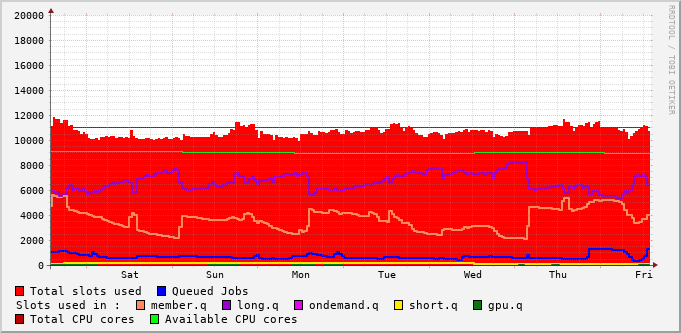 RRDTOOL / TOBI OETIKER
20000
18000
16000
14000
12000
10000
8000
6000
4000
2000
0
Sat Sun Mon Tue Wed Thu Fri
Total slots used Queued Jobs
Slots used in : member.q long.q ondemand.q short.q gpu.q
Total CPU cores Available CPU cores